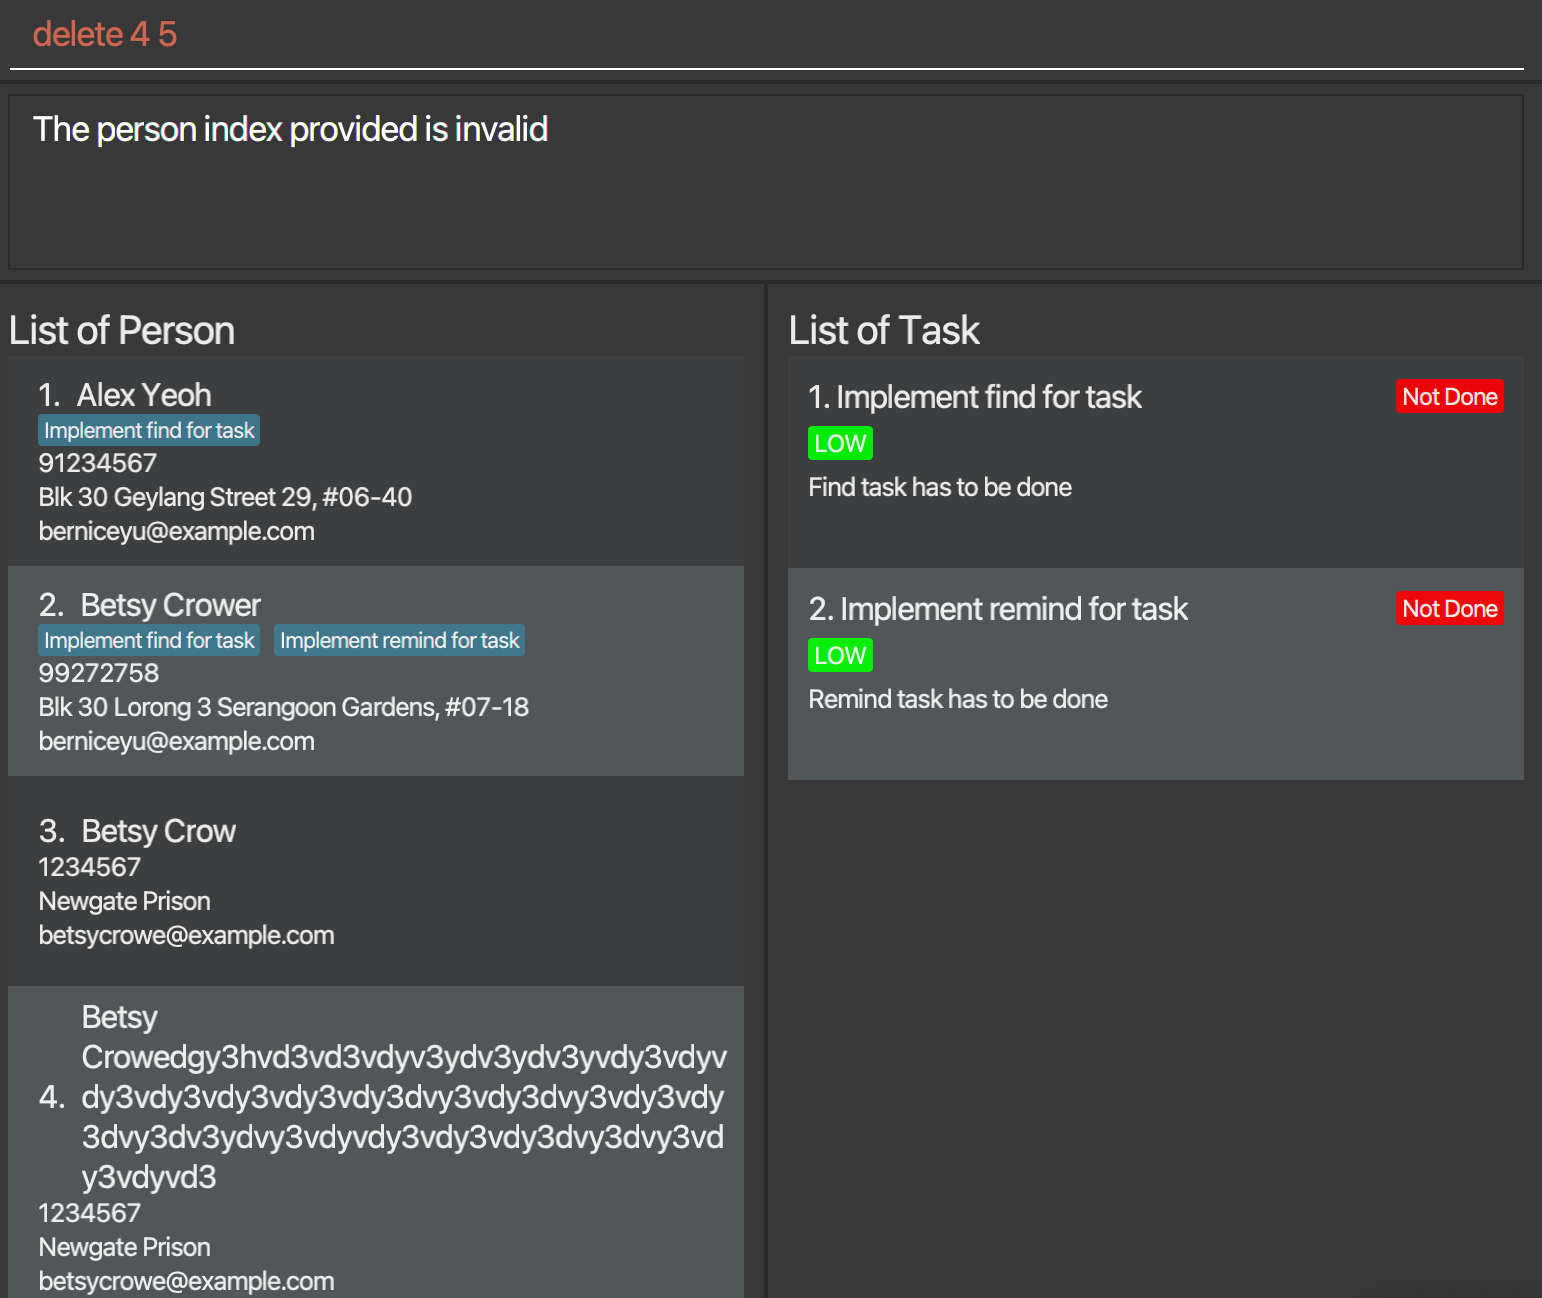 delete 4 5
The person index provided is invalid
List of Person
1. Alex Yeoh
Implement find for task
91234567
Blk 30 Geylang Street 29, #06-40
berniceyu@example.com
2. Betsy Crower
Implement find for task Implement remind for task
99272758
Blk 30 Lorong 3 Serangoon Gardens, #07-18
berniceyu@example.com
3. Betsy Crow
1234567
Newgate Prison
betsycrowe@example.com
Betsy
Crowedgy3hvd3vd3vdyv3ydv3ydv3yvdy3vdyv
4. dy3vdy3vdy3vdy3vdy3dvy3vdy3dvy3vdy3vdy
3dvy3dv3ydvy3vdyvdy3vdy3vdy3dvy3dvy3vd
y3vdyvd3
1234567
Newgate Prison
betsycrowe@example.com
List of Task
1. Implement find for task Not Done
LOW
Find task has to be done
2. Implement remind for task Not Done
LOW
Remind task has to be done